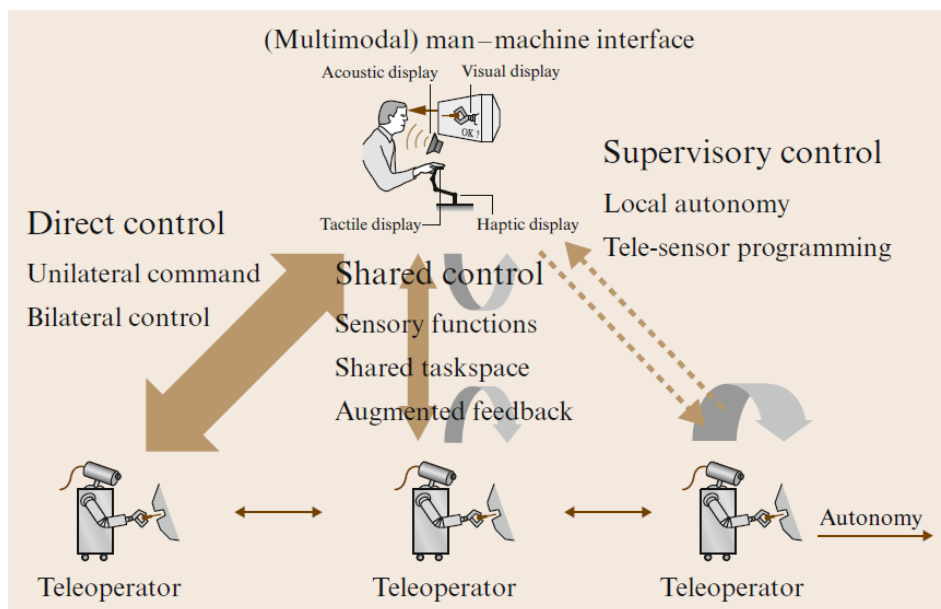 (Multimodal) man–machine interface
Acoustic display
Visual display
OK ?
Tactile display
Haptic display
Direct control
Unilateral command
Bilateral control
Shared control
Sensory functions
Shared taskspace
Augmented feedback
Supervisory control
Local autonomy
Tele-sensor programming
Autonomy
Teleoperator
Teleoperator
Teleoperator